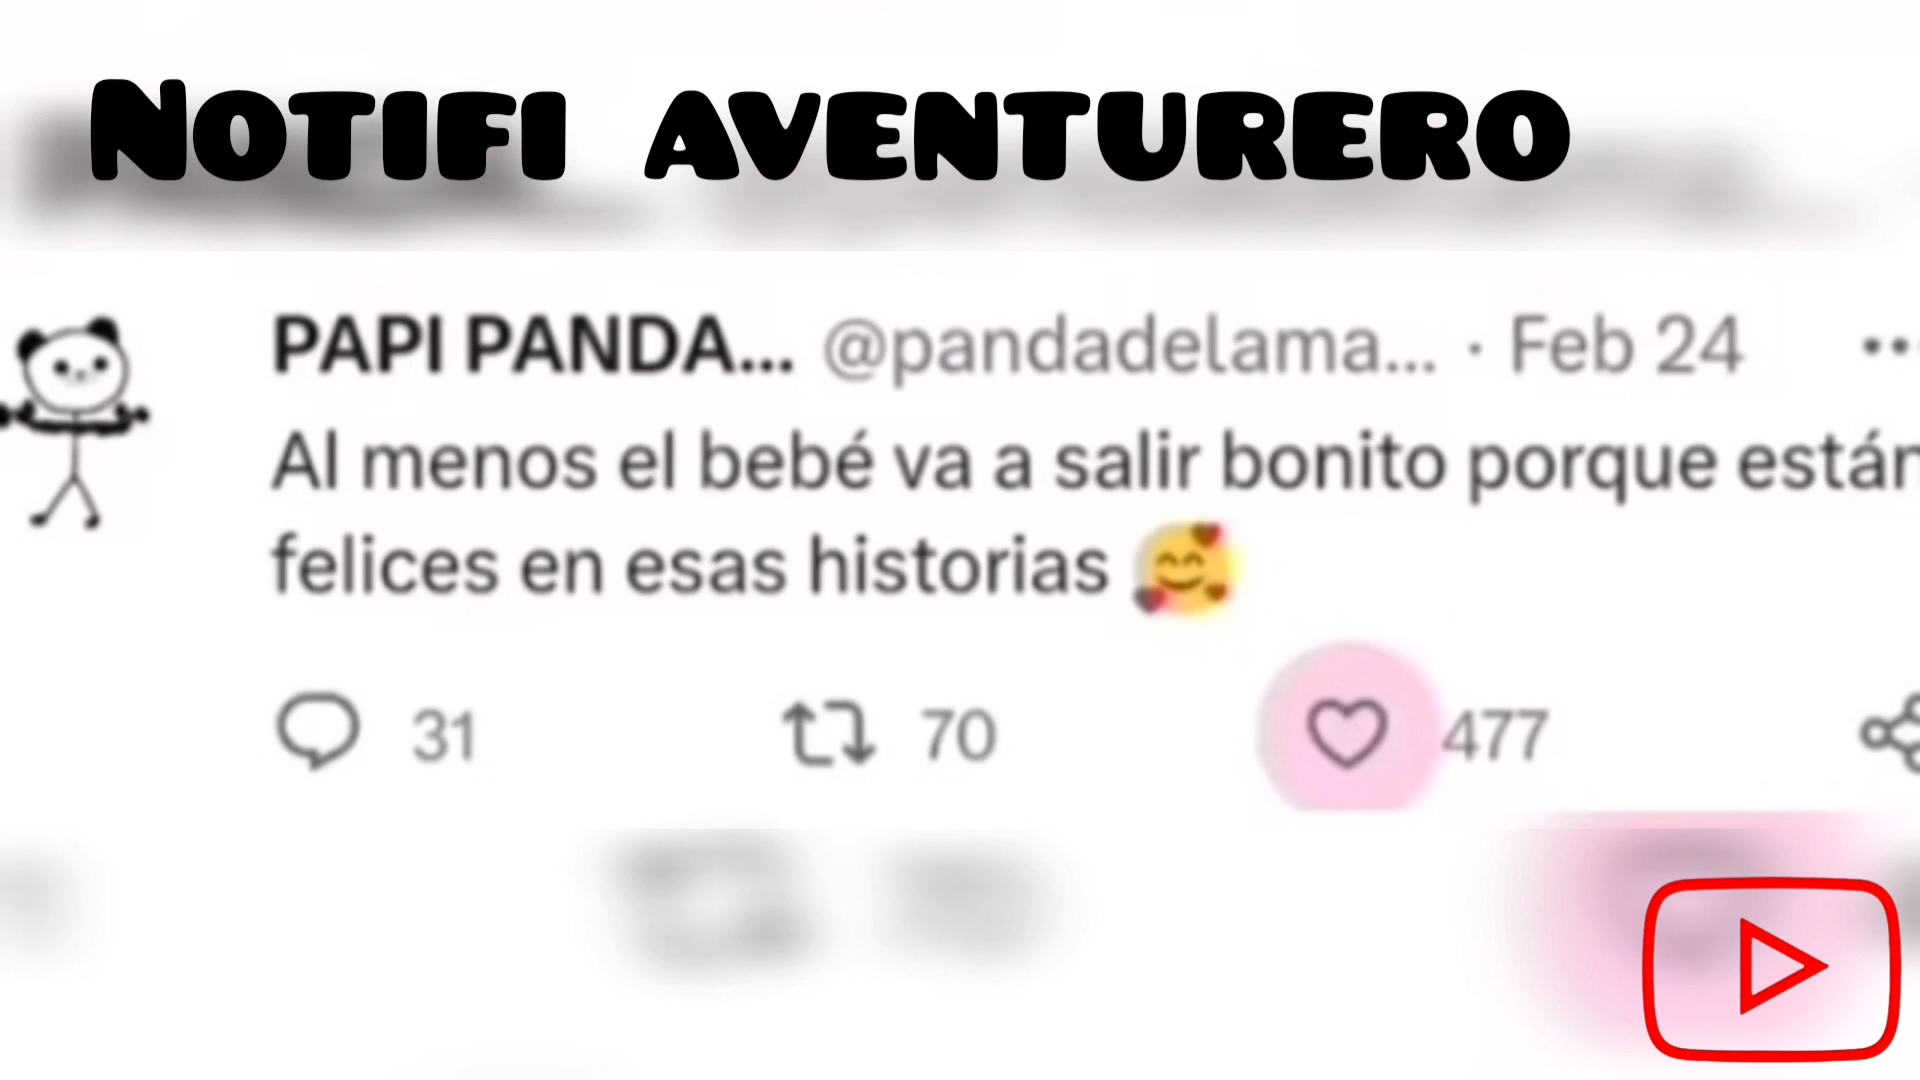 NOTIFI AVENTURERO
PAPI PANDA... @pandadelama... · Feb 24 ..
Al menos el bebé va a salir bonito porque están
felices en esas historias 🥰
31 70 477